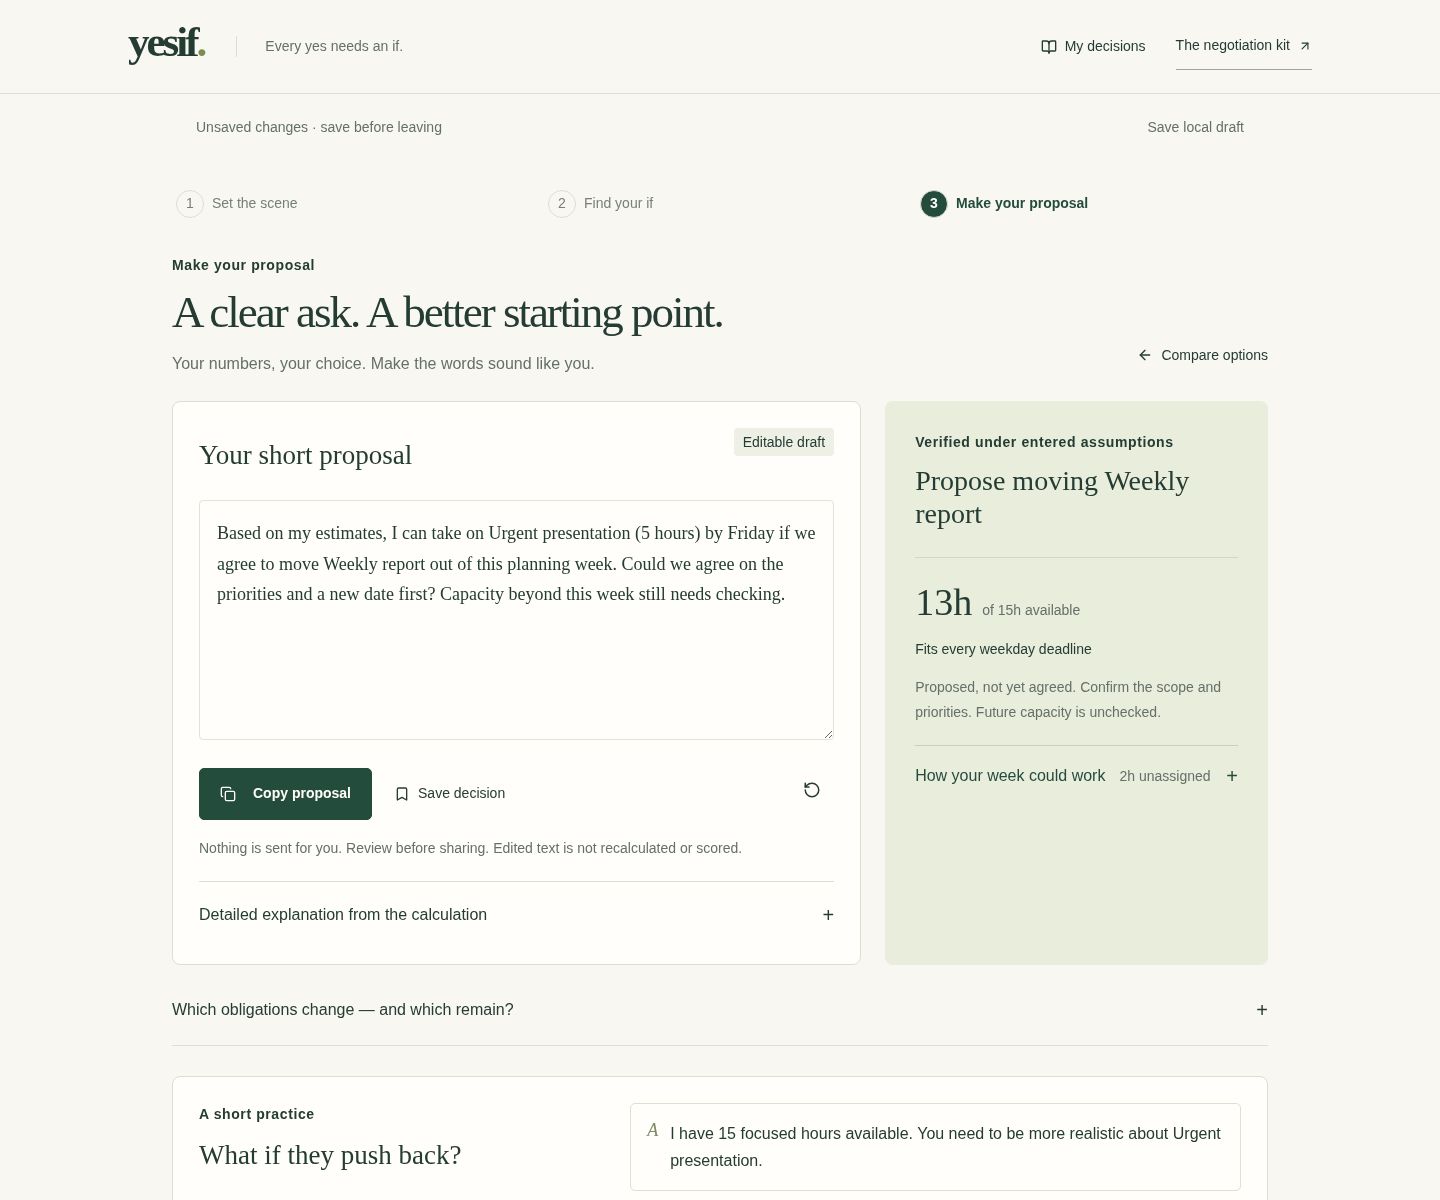 yesif.
Every yes needs an if.
My decisions
The negotiation kit
Unsaved changes · save before leaving
Save local draft
1 Set the scene
2 Find your if
3 Make your proposal
Make your proposal
A clear ask. A better starting point.
Your numbers, your choice. Make the words sound like you.
Compare options
Your short proposal
Editable draft
Based on my estimates, I can take on Urgent presentation (5 hours) by Friday if we
agree to move Weekly report out of this planning week. Could we agree on the
priorities and a new date first? Capacity beyond this week still needs checking.
Copy proposal
Save decision
Nothing is sent for you. Review before sharing. Edited text is not recalculated or scored.
Detailed explanation from the calculation +
Verified under entered assumptions
Propose moving Weekly
report
13h of 15h available
Fits every weekday deadline
Proposed, not yet agreed. Confirm the scope and
priorities. Future capacity is unchecked.
How your week could work 2h unassigned +
Which obligations change — and which remain? +
A short practice
What if they push back?
A I have 15 focused hours available. You need to be more realistic about Urgent
presentation.